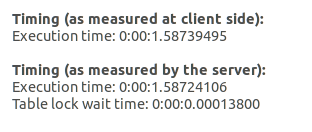 Timing (as measured at client side):
Execution time: 0:00:1.58739495
Timing (as measured by the server):
Execution time: 0:00:1.58724106
Table lock wait time: 0:00:0.00013800